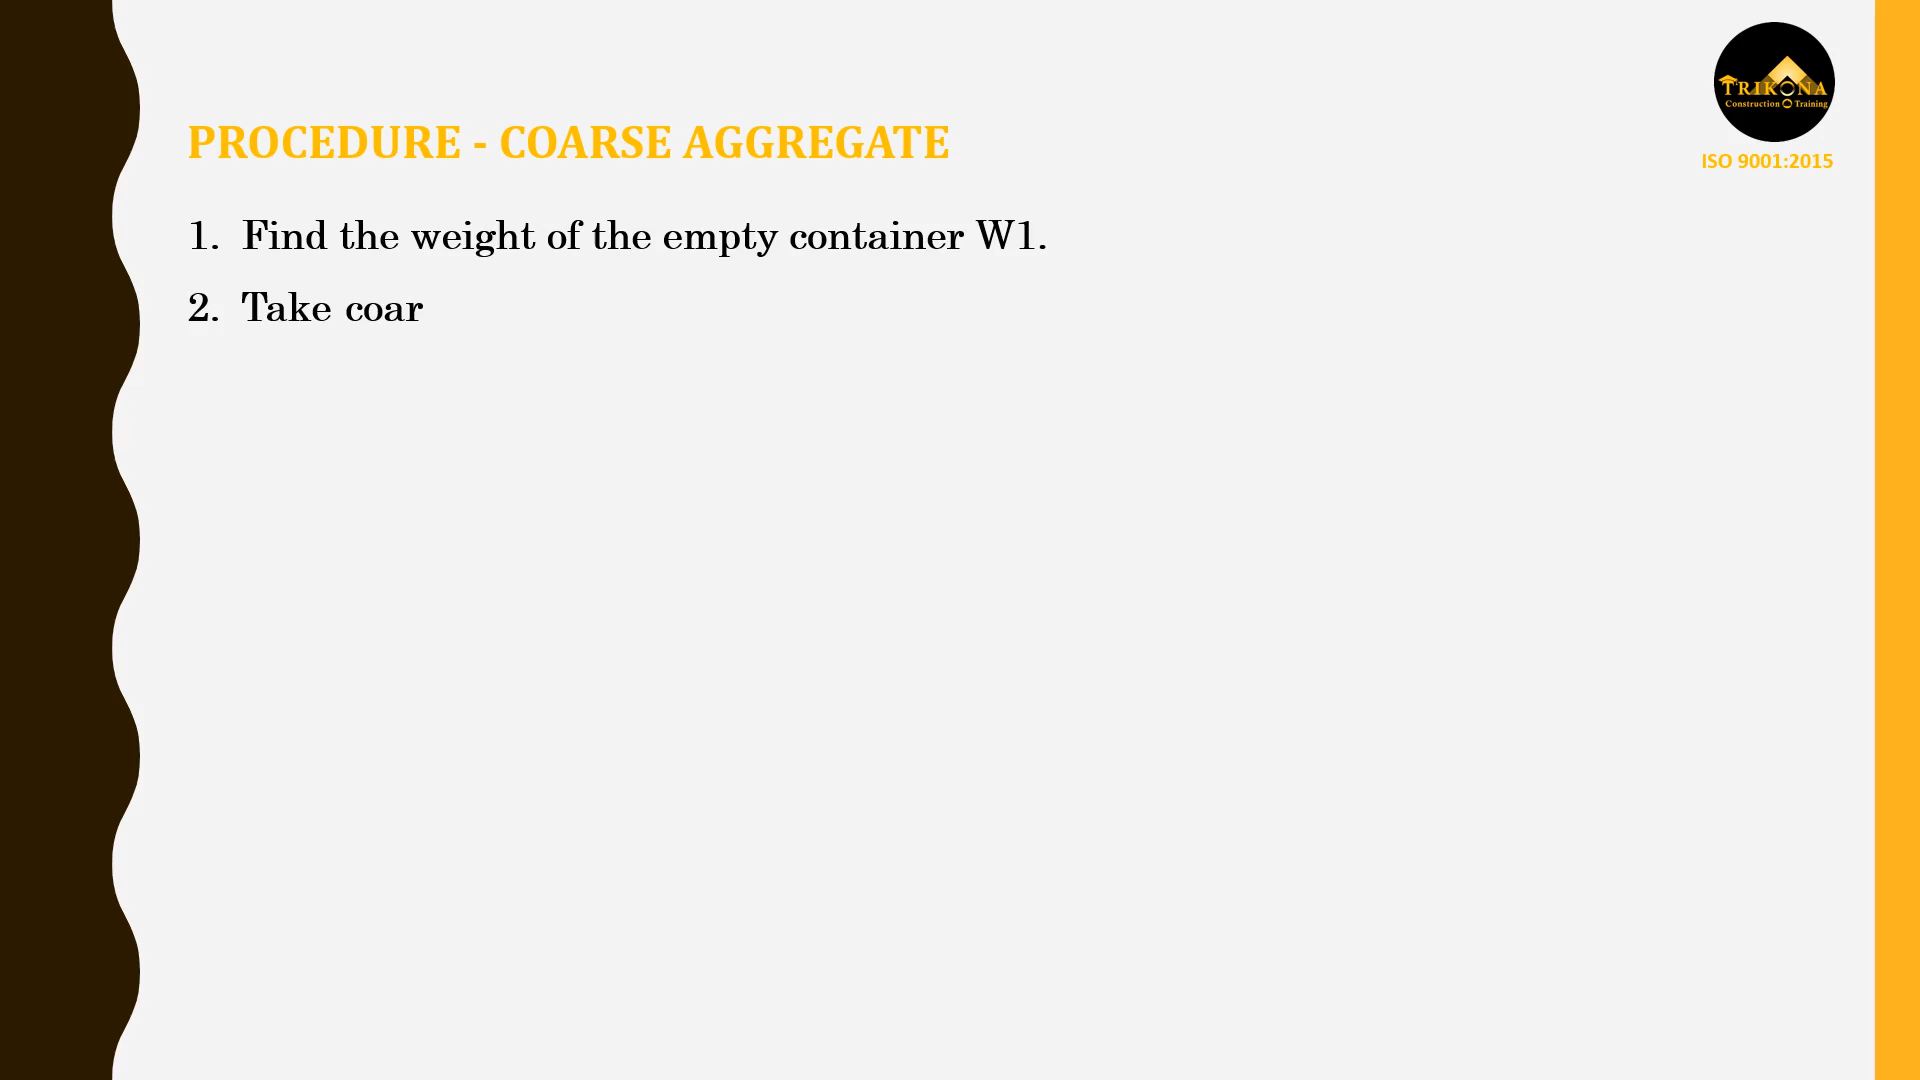 TRIKONA
Construction Training
ISO 9001:2015
PROCEDURE - COARSE AGGREGATE
1. Find the weight of the empty container W1.
2. Take coar